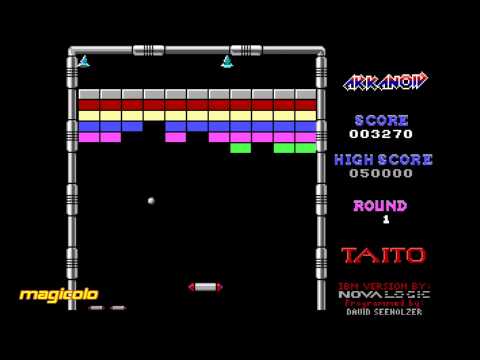 ARKANOID
SCORE
003270
HIGH SCORE
050000
ROUND
1
TAITO
IBM VERSION BY:
NOVALOGIC
Programmed By
DAVID SEEHOLZER
magicolo